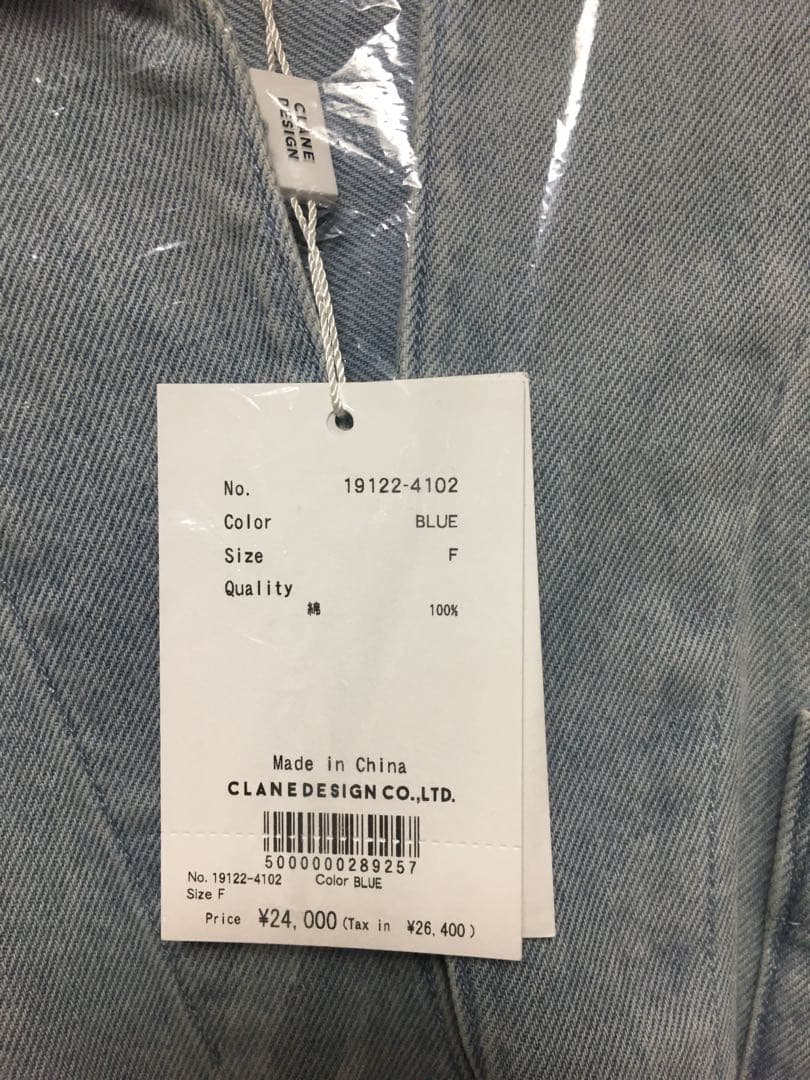 CLANE
DESIGN
No. 19122-4102
Color BLUE
Size F
Quality
綿 100%
Made in China
CLANEDESIGN CO.,LTD.
5000000289257
No. 19122-4102 Color BLUE
Size F
Price ¥24,000 (Tax in ¥26,400)